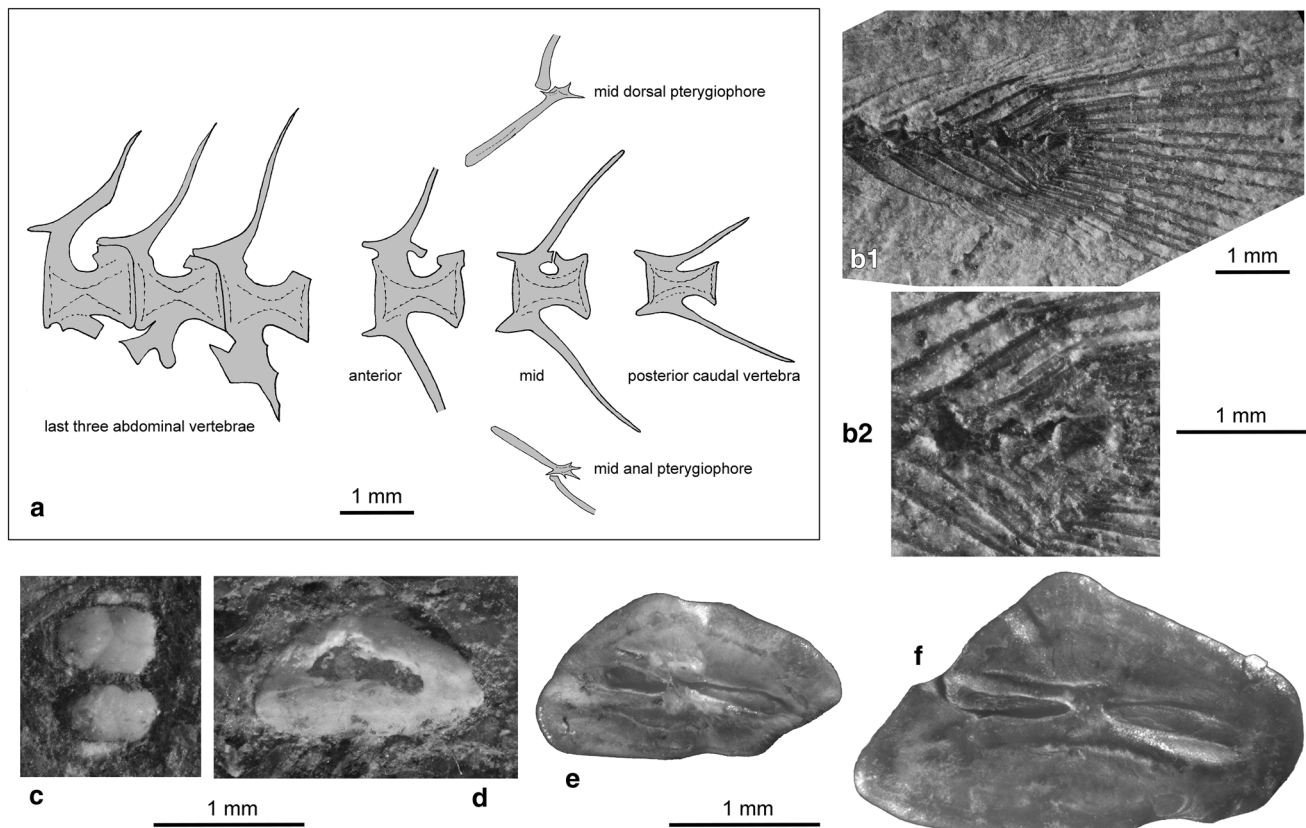 mid dorsal pterygiophore
anterior
mid
posterior caudal vertebra
last three abdominal vertebrae
mid anal pterygiophore
1 mm
a
b1
1 mm
b2
1 mm
c
d
1 mm
e
1 mm
f